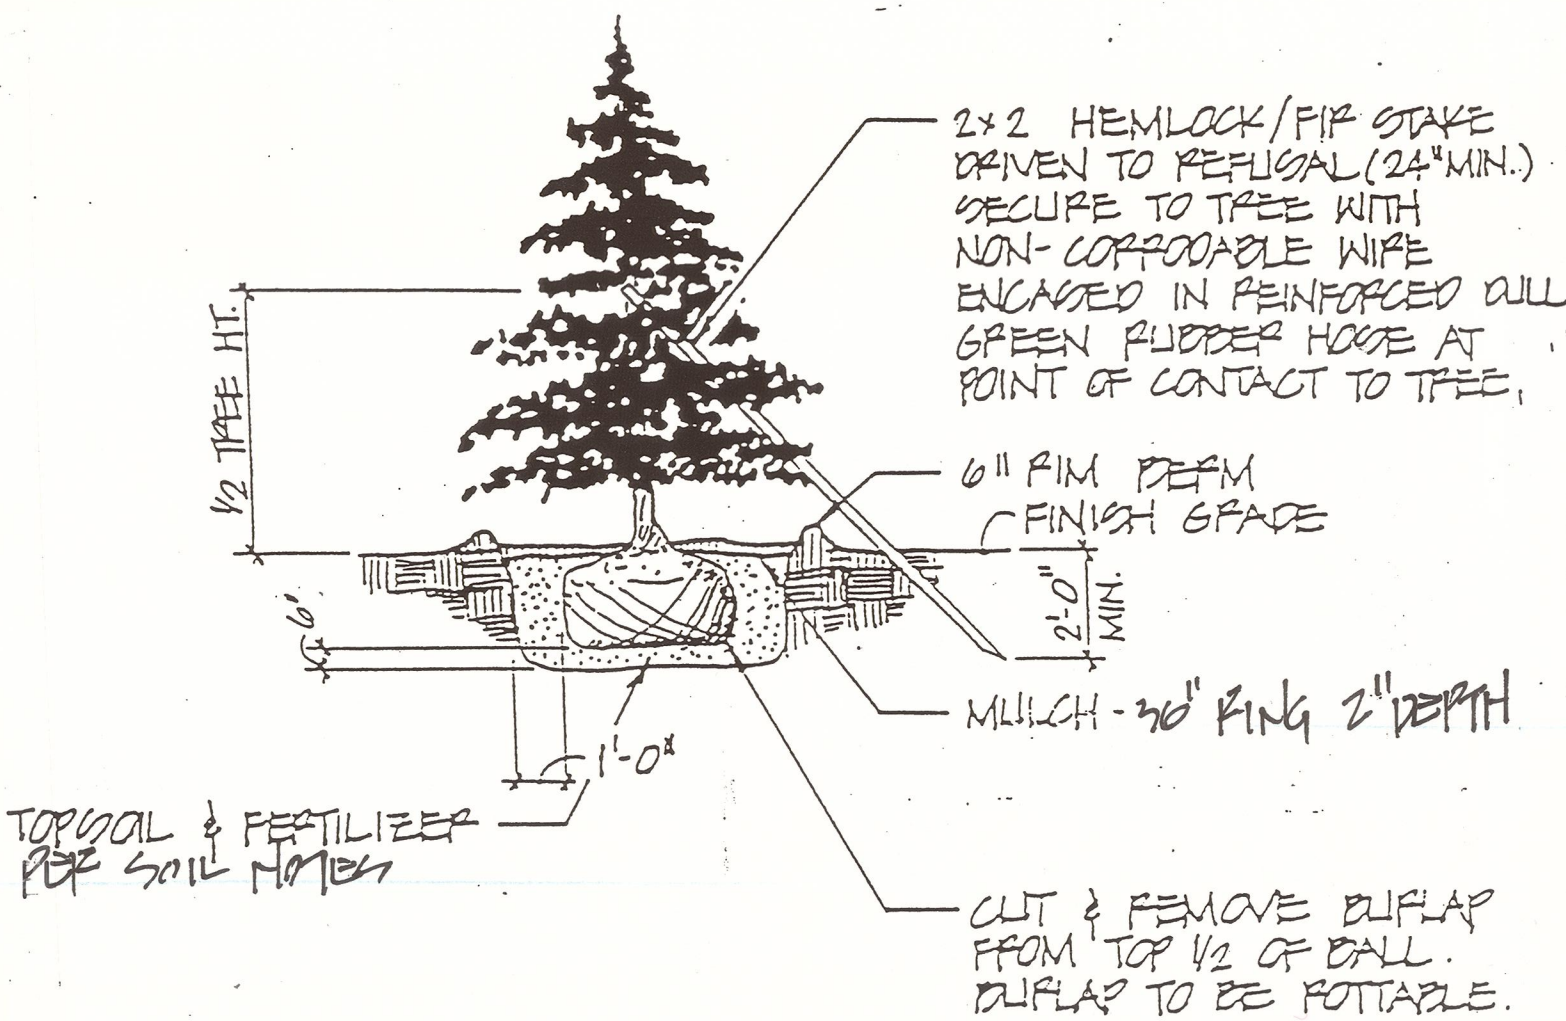 2x2 HEMLOCK/FIR STAKE
DRIVEN TO REFUSAL (24" MIN.)
SECURE TO TREE WITH
NON-CORRODABLE WIRE
ENCASED IN REINFORCED DULL
GREEN RUBBER HOSE AT
POINT OF CONTACT TO TREE.
1/2 TREE HT.
6" RIM BERM
FINISH GRADE
6"
2'-0"
MIN.
MULCH - 36" RING 2" DEPTH
1'-0"
TOPSOIL & FERTILIZER
PER SOIL NOTES
CUT & REMOVE BURLAP
FROM TOP 1/2 OF BALL.
BURLAP TO BE ROTTABLE.